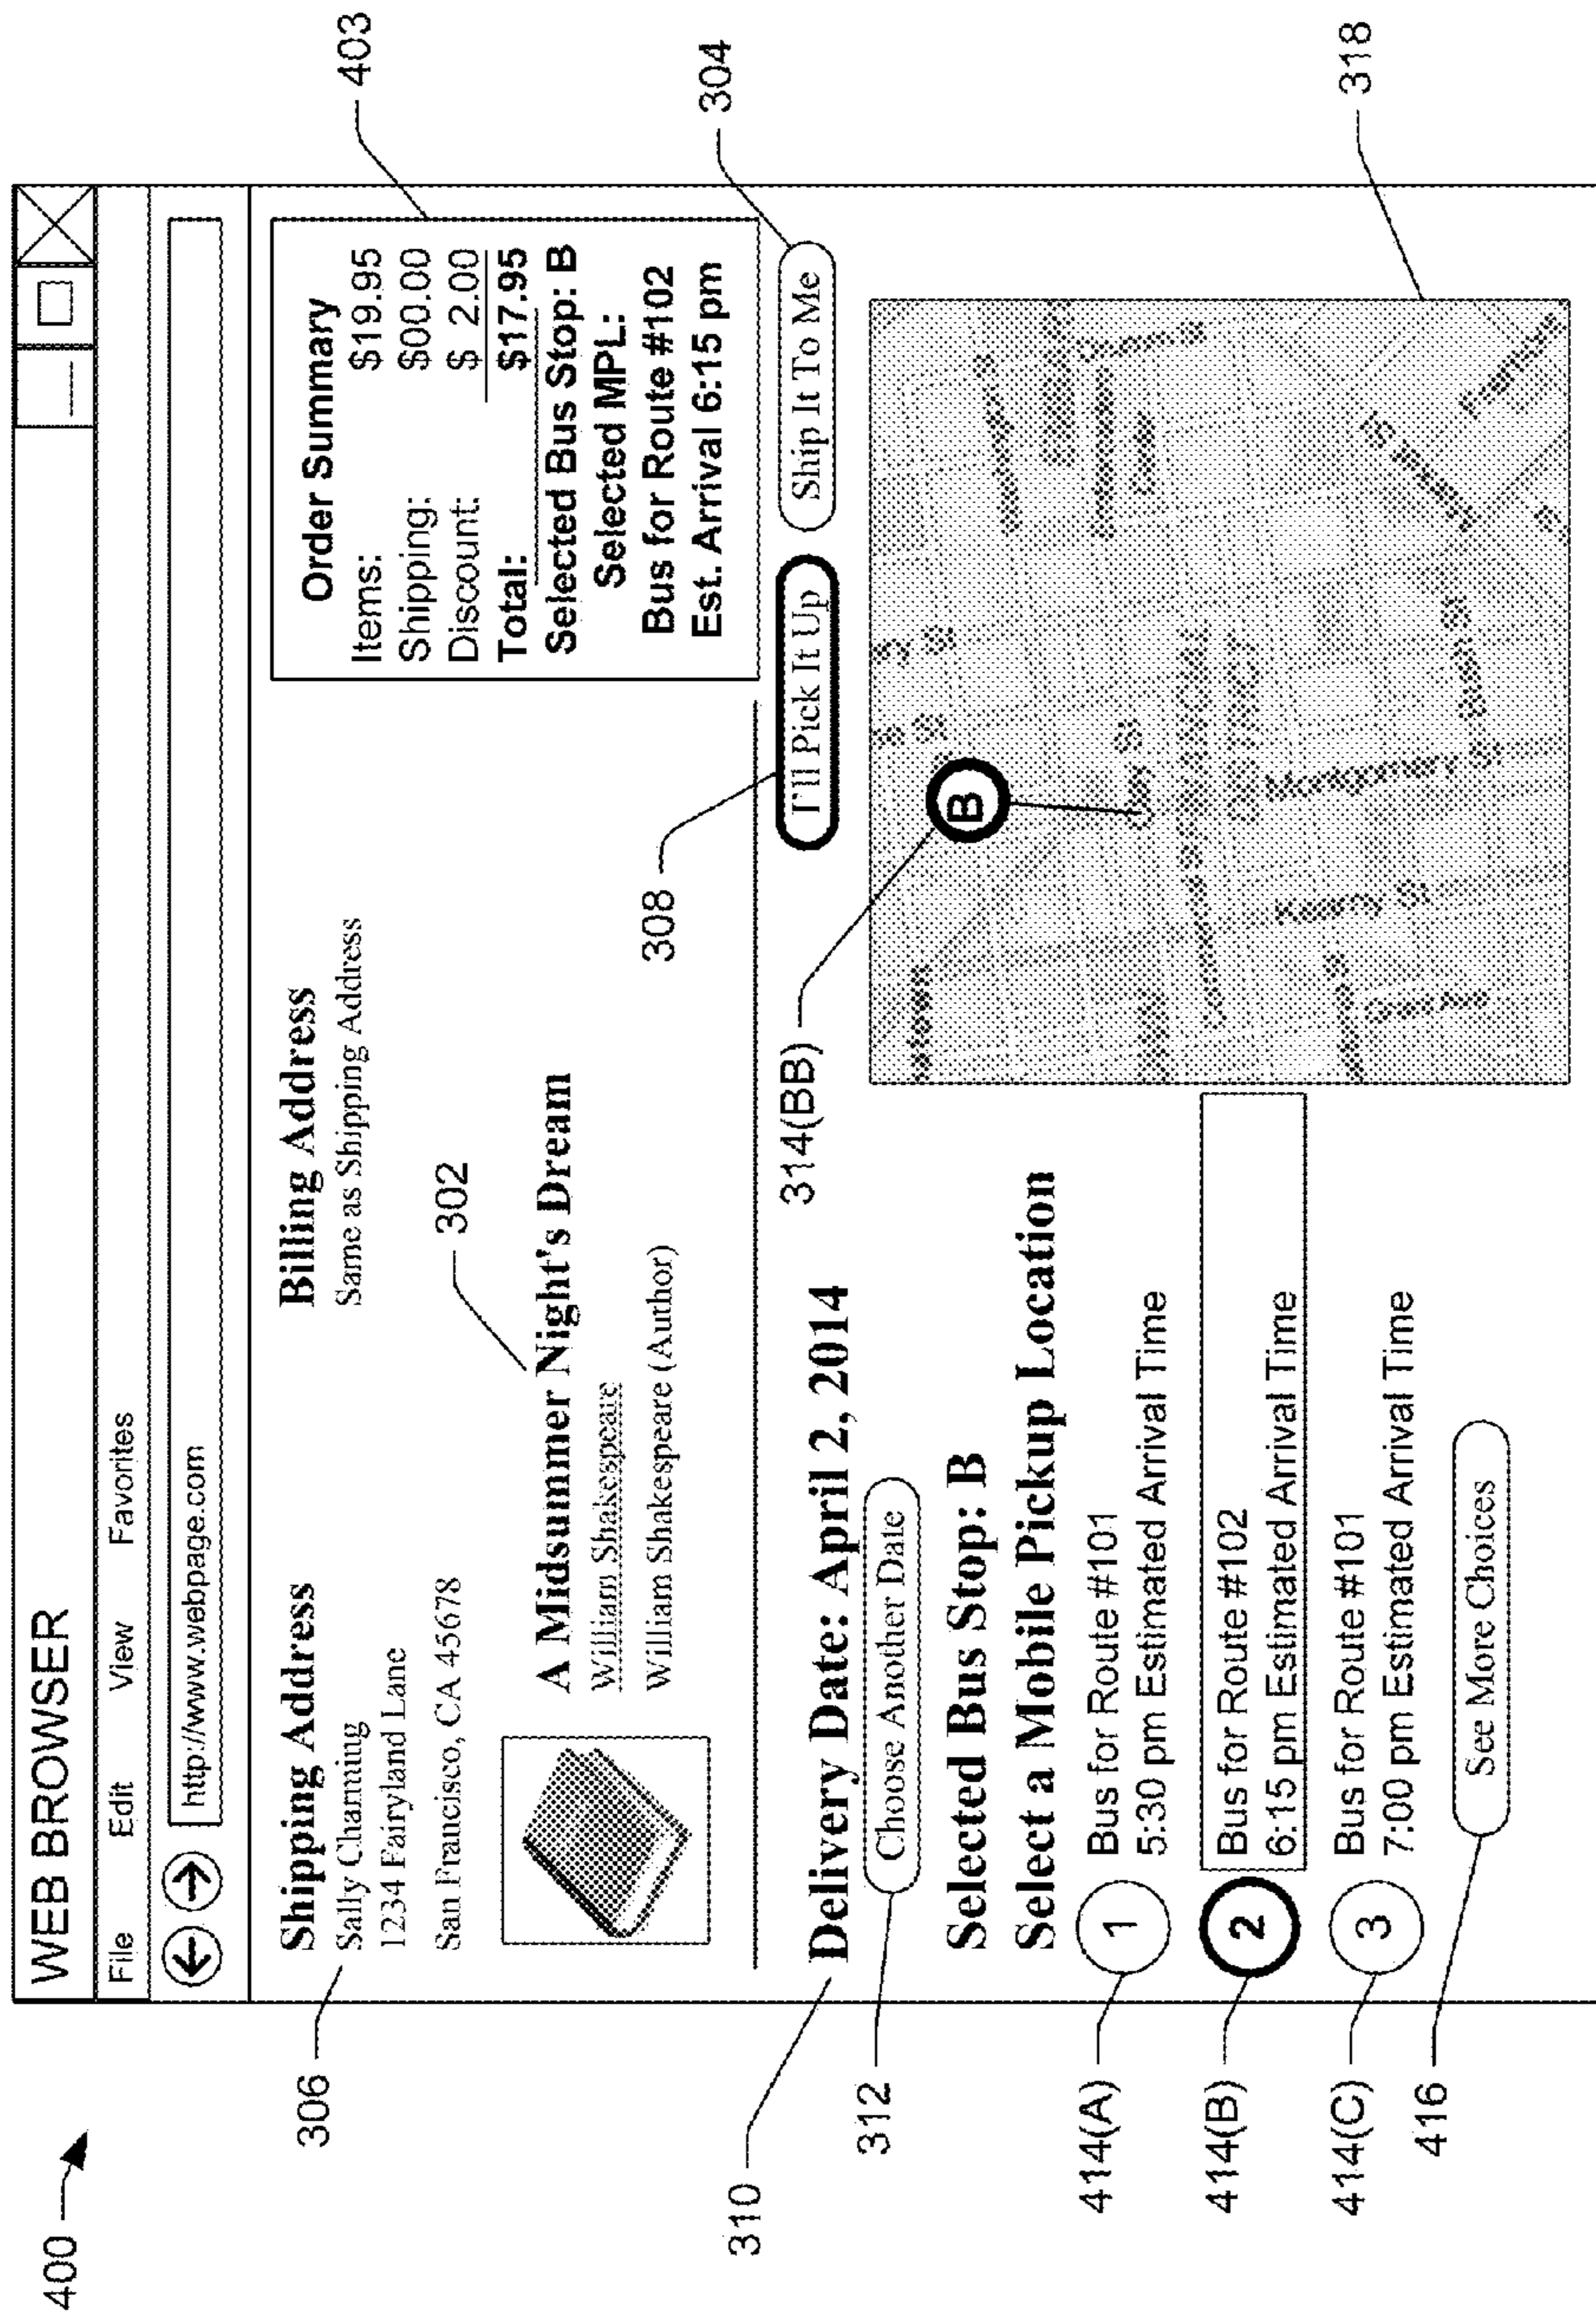 400
WEB BROWSER
File Edit View Favorites
http://www.webpage.com
306
Shipping Address
Sally Channing
1234 Fairyland Lane
San Francisco, CA 45678
Billing Address
Same as Shipping Address
302
A Midsummer Night's Dream
William Shakespeare
William Shakespeare (Author)
403
Order Summary
Items: $19.95
Shipping: $00.00
Discount: $ 2.00
Total: $17.95
Selected Bus Stop: B
Selected MPL:
Bus for Route #102
Est. Arrival 6:15 pm
308
I'll Pick It Up
Ship It To Me
304
310
Delivery Date: April 2, 2014
312
Choose Another Date
Selected Bus Stop: B
Select a Mobile Pickup Location
414(A)
1
Bus for Route #101
5:30 pm Estimated Arrival Time
414(B)
2
Bus for Route #102
6:15 pm Estimated Arrival Time
414(C)
3
Bus for Route #101
7:00 pm Estimated Arrival Time
416
See More Choices
314(BB)
B
Clay St
Montgomery St
Kearny St
318